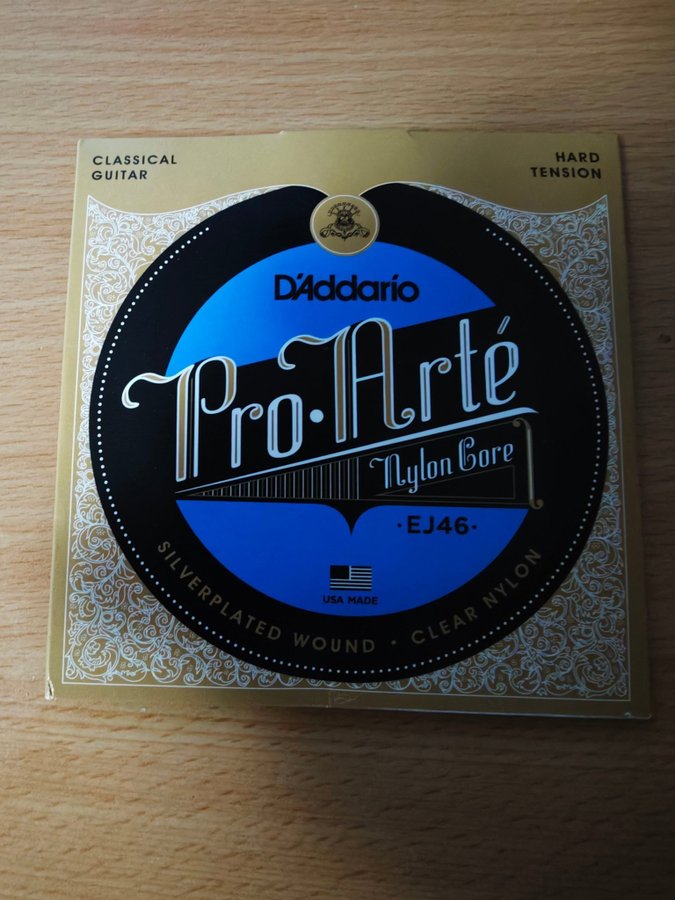 CLASSICAL
GUITAR
HARD
TENSION
D'Addario
Pro·Arté
Nylon Core
·EJ46·
USA MADE
SILVERPLATED WOUND · CLEAR NYLON